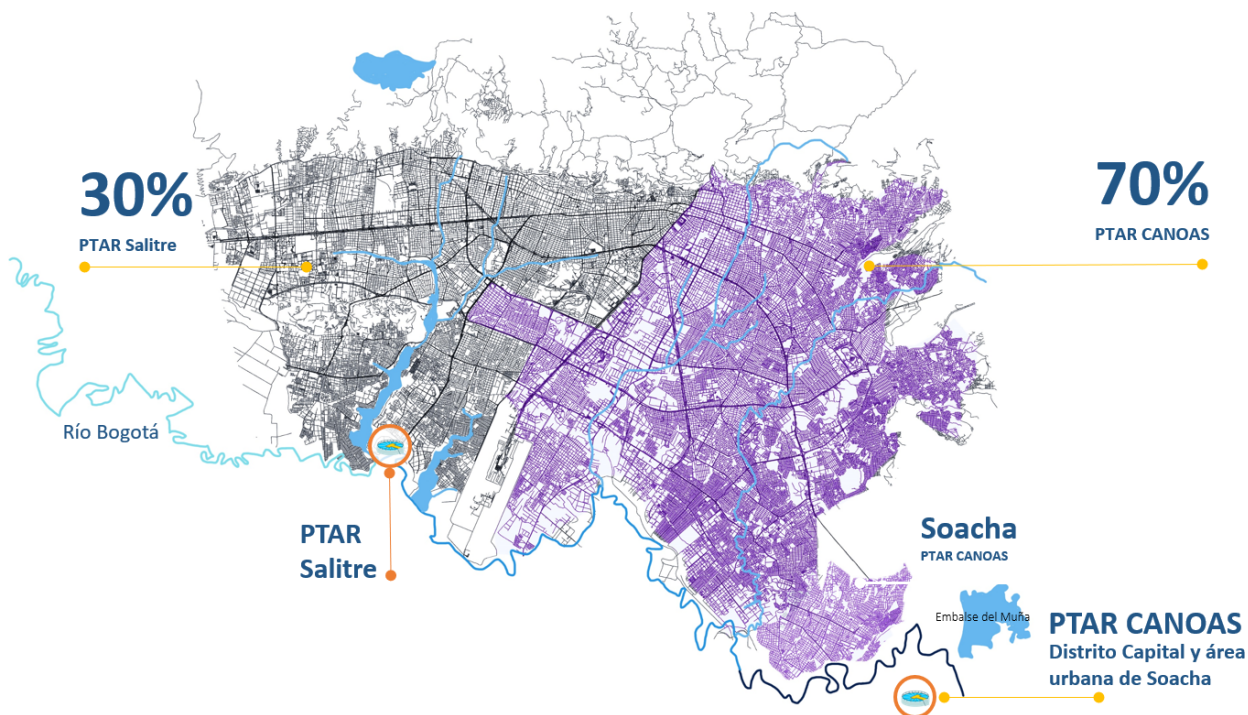 30%
PTAR Salitre
70%
PTAR CANOAS
Río Bogotá
PTAR
Salitre
Soacha
PTAR CANOAS
Embalse del Muña
PTAR CANOAS
Distrito Capital y área
urbana de Soacha